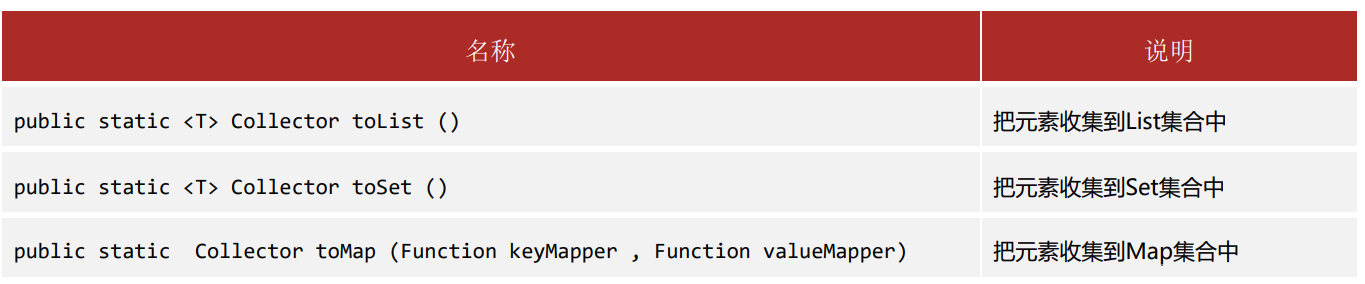 名称 说明
public static <T> Collector toList () 把元素收集到List集合中
public static <T> Collector toSet () 把元素收集到Set集合中
public static  Collector toMap (Function keyMapper , Function valueMapper) 把元素收集到Map集合中